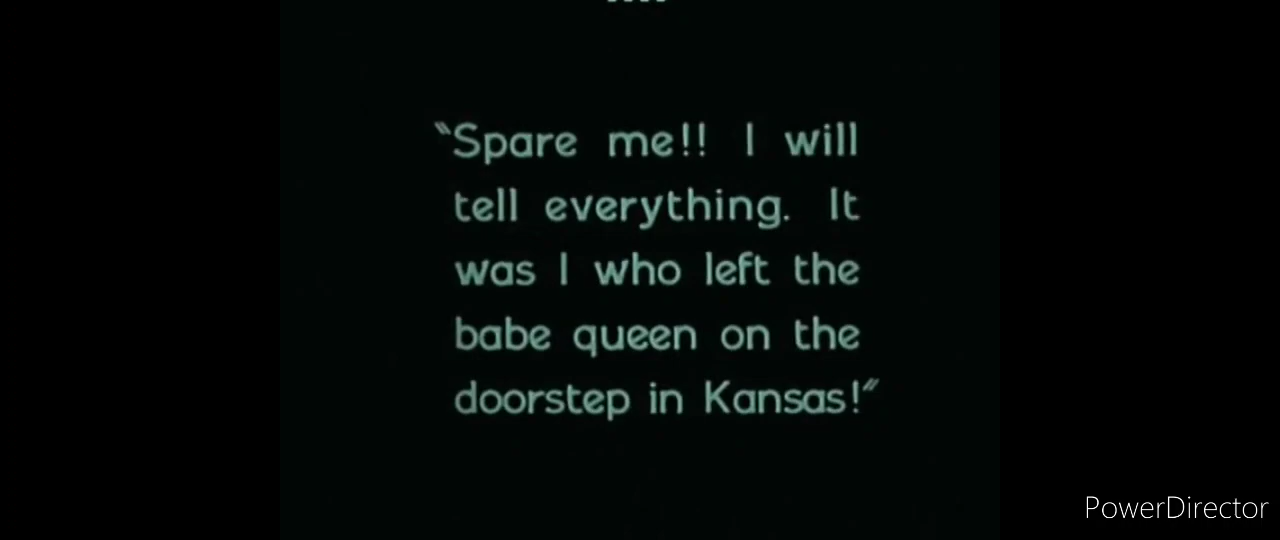 “Spare me!! I will
tell everything. It
was I who left the
babe queen on the
doorstep in Kansas!”
PowerDirector